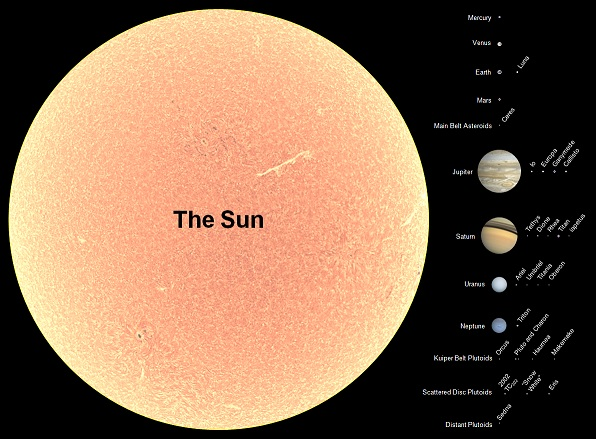 The Sun
Mercury
Venus
Earth
Luna
Mars
Main Belt Asteroids
Ceres
Jupiter
Io
Europa
Ganymede
Callisto
Saturn
Tethys
Dione
Rhea
Titan
Iapetus
Uranus
Ariel
Umbriel
Titania
Oberon
Neptune
Triton
Kuiper Belt Plutoids
Orcus
Pluto and Charon
Haumea
Makemake
Scattered Disc Plutoids
2002
TC302
"Snow
White"
Eris
Distant Plutoids
Sedna